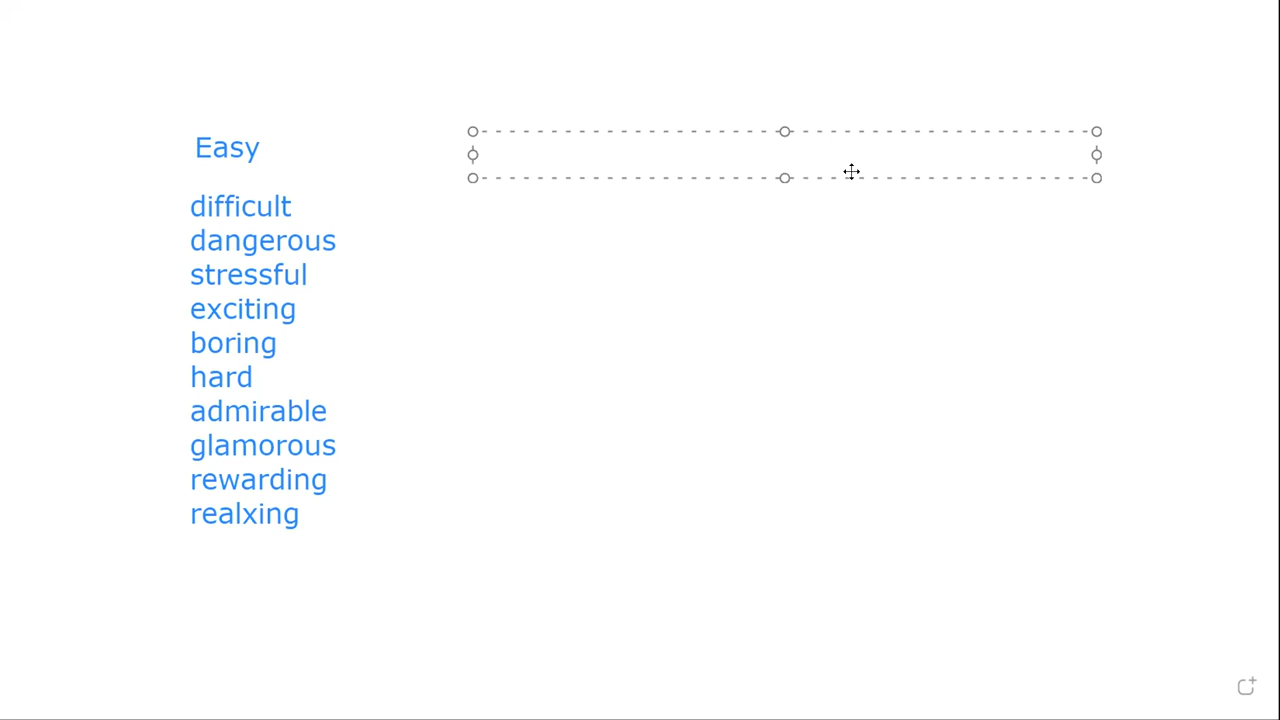 Easy
difficult
dangerous
stressful
exciting
boring
hard
admirable
glamorous
rewarding
realxing